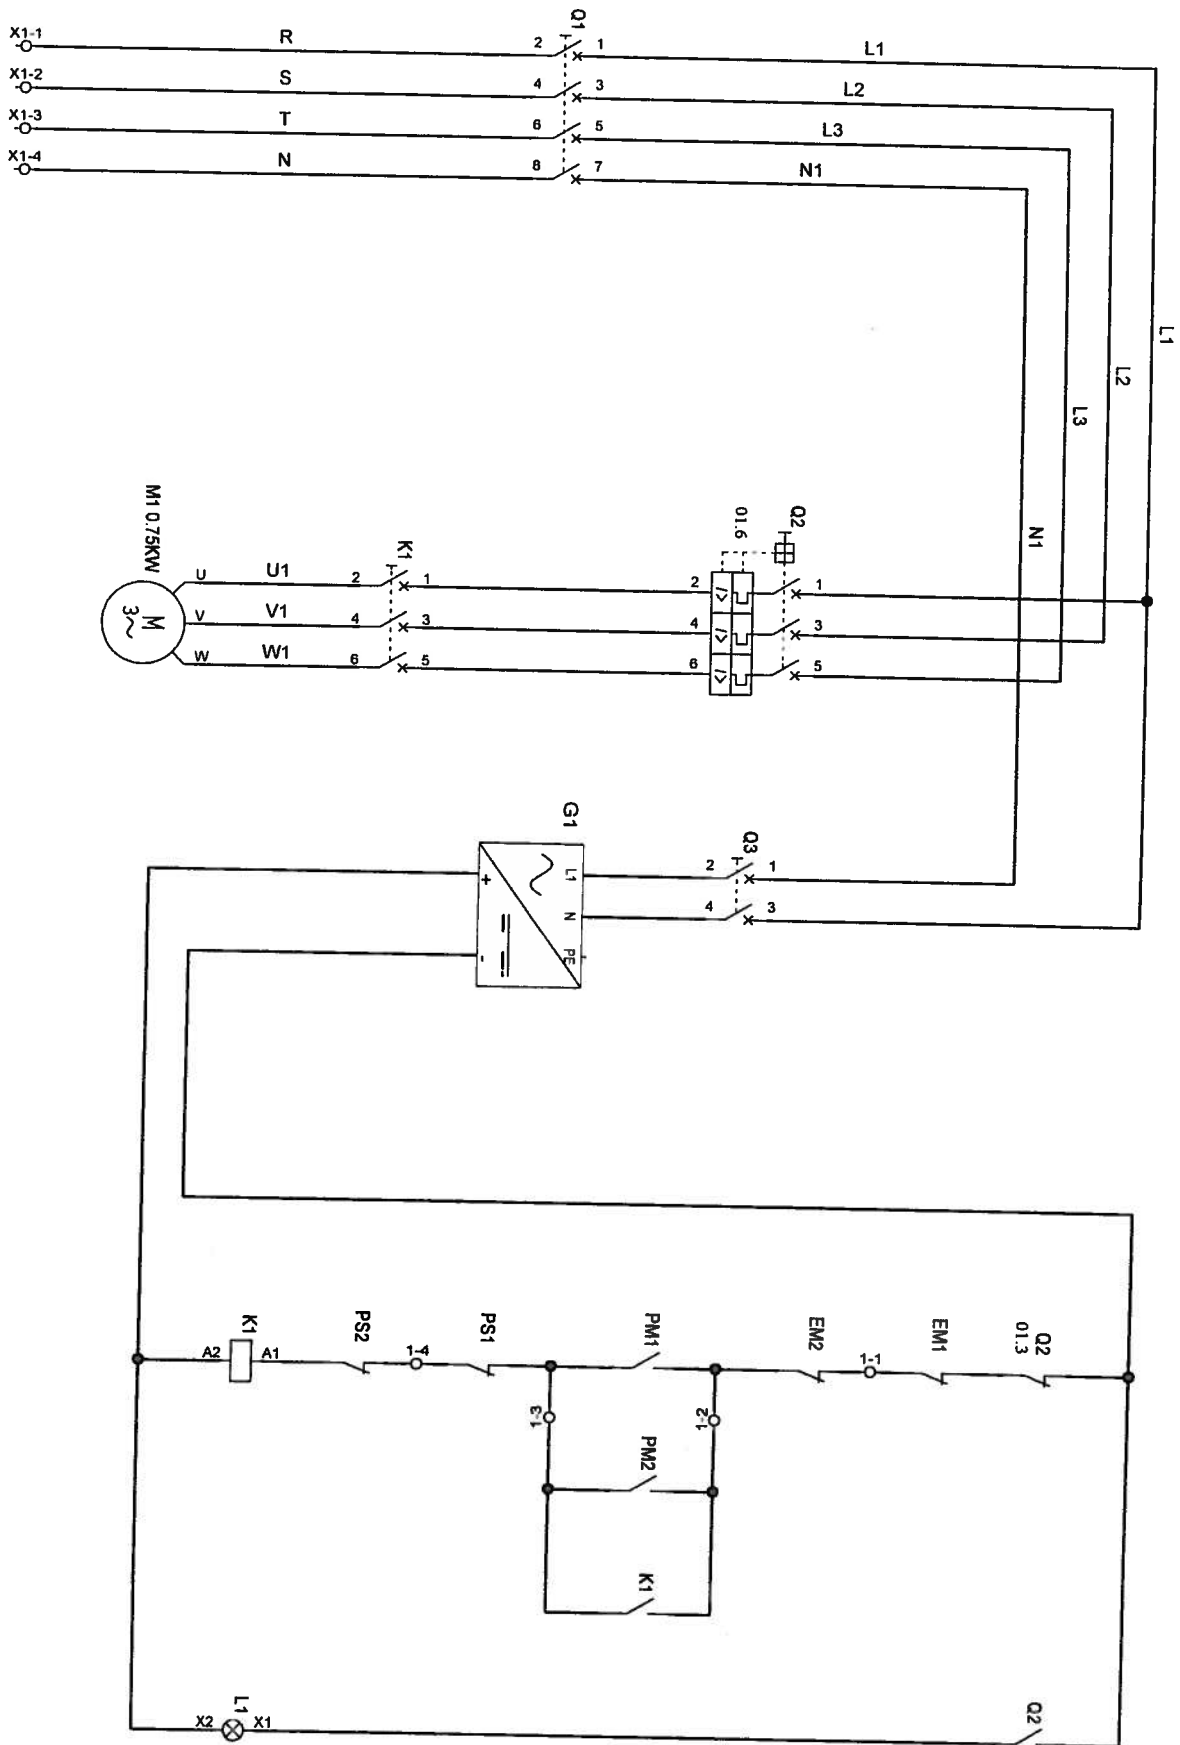 X1-1 R 2 Q1 1 L1
X1-2 S 4 3 L2
X1-3 T 6 5 L3
X1-4 N 8 7 N1
L1
L2
L3
N1
M1 0.75KW
M
3~
U U1 2 K1 1
V V1 4 3
W W1 6 5
Q2
01.6
2 I> 1
4 I> 3
6 I> 5
G1
L1
N
PE
+
-
Q3
2 1
4 3
K1
A2 A1
PS2
1-4
PS1
PM1
EM2
1-1
EM1
Q2
01.3
1-3
1-2
PM2
K1
L1
X2 X1
Q2